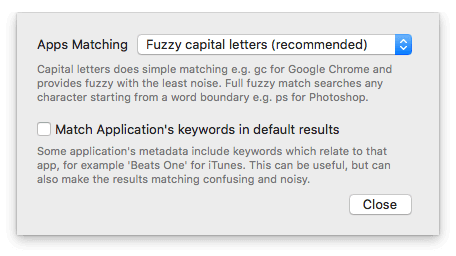 Apps Matching Fuzzy capital letters (recommended)
Capital letters does simple matching e.g. gc for Google Chrome and
provides fuzzy with the least noise. Full fuzzy match searches any
character starting from a word boundary e.g. ps for Photoshop.
Match Application's keywords in default results
Some application's metadata include keywords which relate to that
app, for example 'Beats One' for iTunes. This can be useful, but can
also make the results matching confusing and noisy.
Close